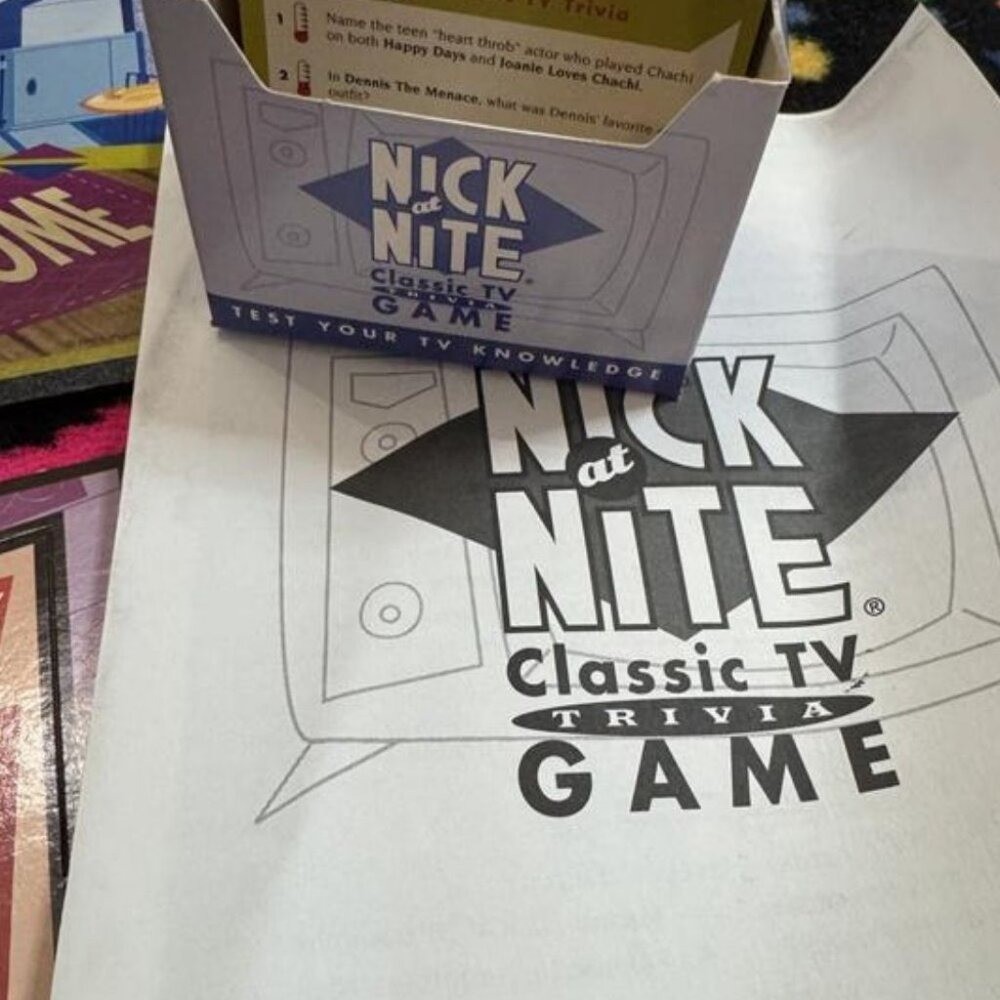 TV Trivia
1 Name the teen "heart throb" actor who played Chachi
on both Happy Days and Joanie Loves Chachi.
2 In Dennis The Menace, what was Dennis' favorite
outfit?
NICK
at
NITE
Classic TV
TRIVIA
GAME
TEST YOUR TV KNOWLEDGE
OME
NICK
at
NITE®
Classic TV
TRIVIA
GAME